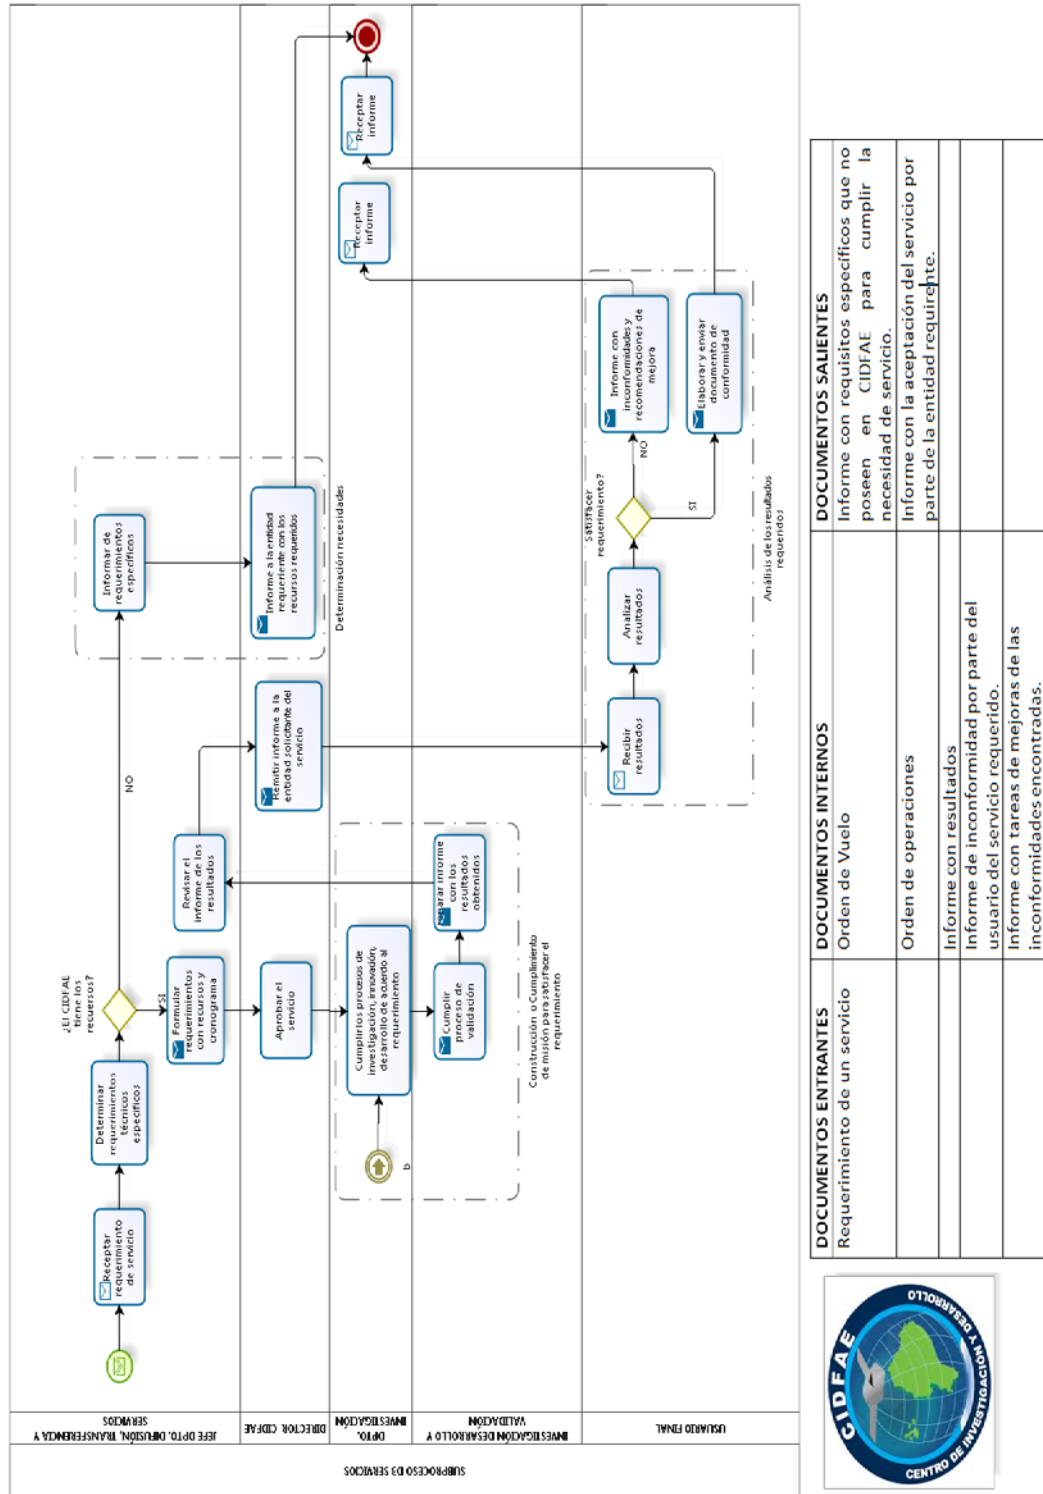 SUBPROCESO B3 SERVICIOS
JEFE DPTO. DIFUSIÓN, TRANSFERENCIA Y
SERVICIOS
DIRECTOR CIDFAE
DPTO.
INVESTIGACIÓN
INVESTIGACIÓN DESARROLLO Y
VALIDACIÓN
USUARIO FINAL
Receptar
requerimiento
de servicio
Determinar
requerimientos
técnicos
específicos
¿El CIDFAE
tiene los
recuersos?
NO
SI
Informar de
requerimientos
específicos
Formular
requerimientos
con recursos y
cronograma
Revisar el
informe de los
resultados
Aprobar el
servicio
Remitir informe a la
entidad solicitante del
servicio
Informe a la entidad
requeriente con los
recursos requeridos
Determinación necesidades
b
Cumplir los procesos de
investigación, innovación,
desarrollo de acuerdo al
requerimiento
Cumplir
proceso de
validación
informe
con los
resultados
obtenidos
Construcción o Cumplimiento
de misión para satisfacer el
requerimiento
Receptar
informe
Receptar
informe
Recibir
resultados
Analizar
resultados
Satisfacer
requerimiento?
NO
SI
Informe con
inconformidades y
recomendaciones de
mejora
Elaborar y enviar
documento de
conformidad
Análisis de los resultados
requeridos
CIDFAE
CENTRO DE INVESTIGACIÓN Y DESARROLLO
DOCUMENTOS ENTRANTES
DOCUMENTOS INTERNOS
DOCUMENTOS SALIENTES
Requerimiento de un servicio
Orden de Vuelo
Informe con requisitos específicos que no
poseen en CIDFAE para cumplir la
necesidad de servicio.
Orden de operaciones
Informe con la aceptación del servicio por
parte de la entidad requirente.
Informe con resultados
Informe de inconformidad por parte del
usuario del servicio requerido.
Informe con tareas de mejoras de las
inconformidades encontradas.